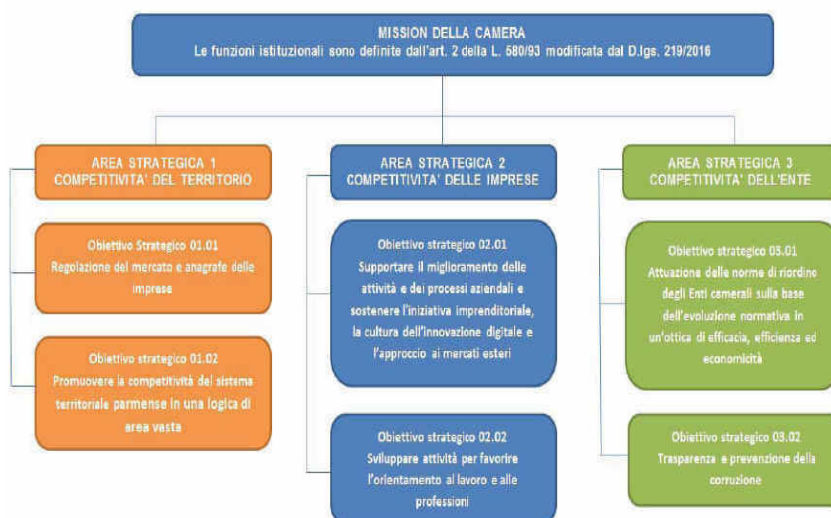 MISSION DELLA CAMERA
Le funzioni istituzionali sono definite dall'art. 2 della L. 580/93 modificata dal D.lgs. 219/2016
AREA STRATEGICA 1
COMPETITIVITA' DEL TERRITORIO
Obiettivo Strategico 01.01
Regolazione del mercato e anagrafe delle
imprese
Obiettivo strategico 01.02
Promuovere la competitività del sistema
territoriale parmense in una logica di
area vasta
AREA STRATEGICA 2
COMPETITIVITA' DELLE IMPRESE
Obiettivo strategico 02.01
Supportare il miglioramento delle
attività e dei processi aziendali e
sostenere l'iniziativa imprenditoriale,
la cultura dell'innovazione digitale e
l'approccio ai mercati esteri
Obiettivo strategico 02.02
Sviluppare attività per favorire
l'orientamento al lavoro e alle
professioni
AREA STRATEGICA 3
COMPETITIVITA' DELL'ENTE
Obiettivo strategico 03.01
Attuazione delle norme di riordino
degli Enti camerali sulla base
dell'evoluzione normativa in
un'ottica di efficacia, efficienza ed
economicità
Obiettivo strategico 03.02
Trasparenza e prevenzione della
corruzione